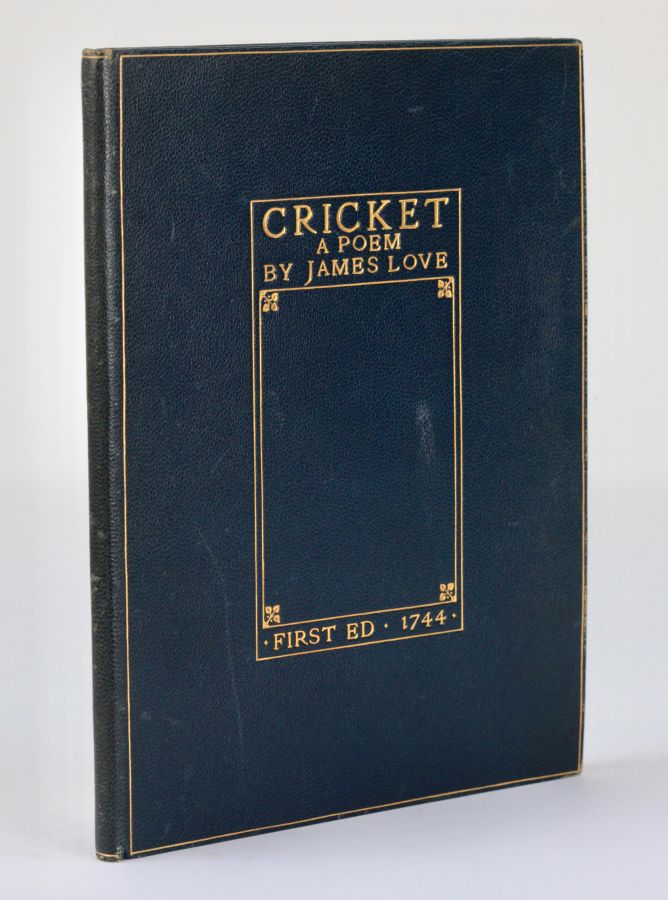 CRICKET
A POEM
BY JAMES LOVE
· FIRST ED · 1744 ·